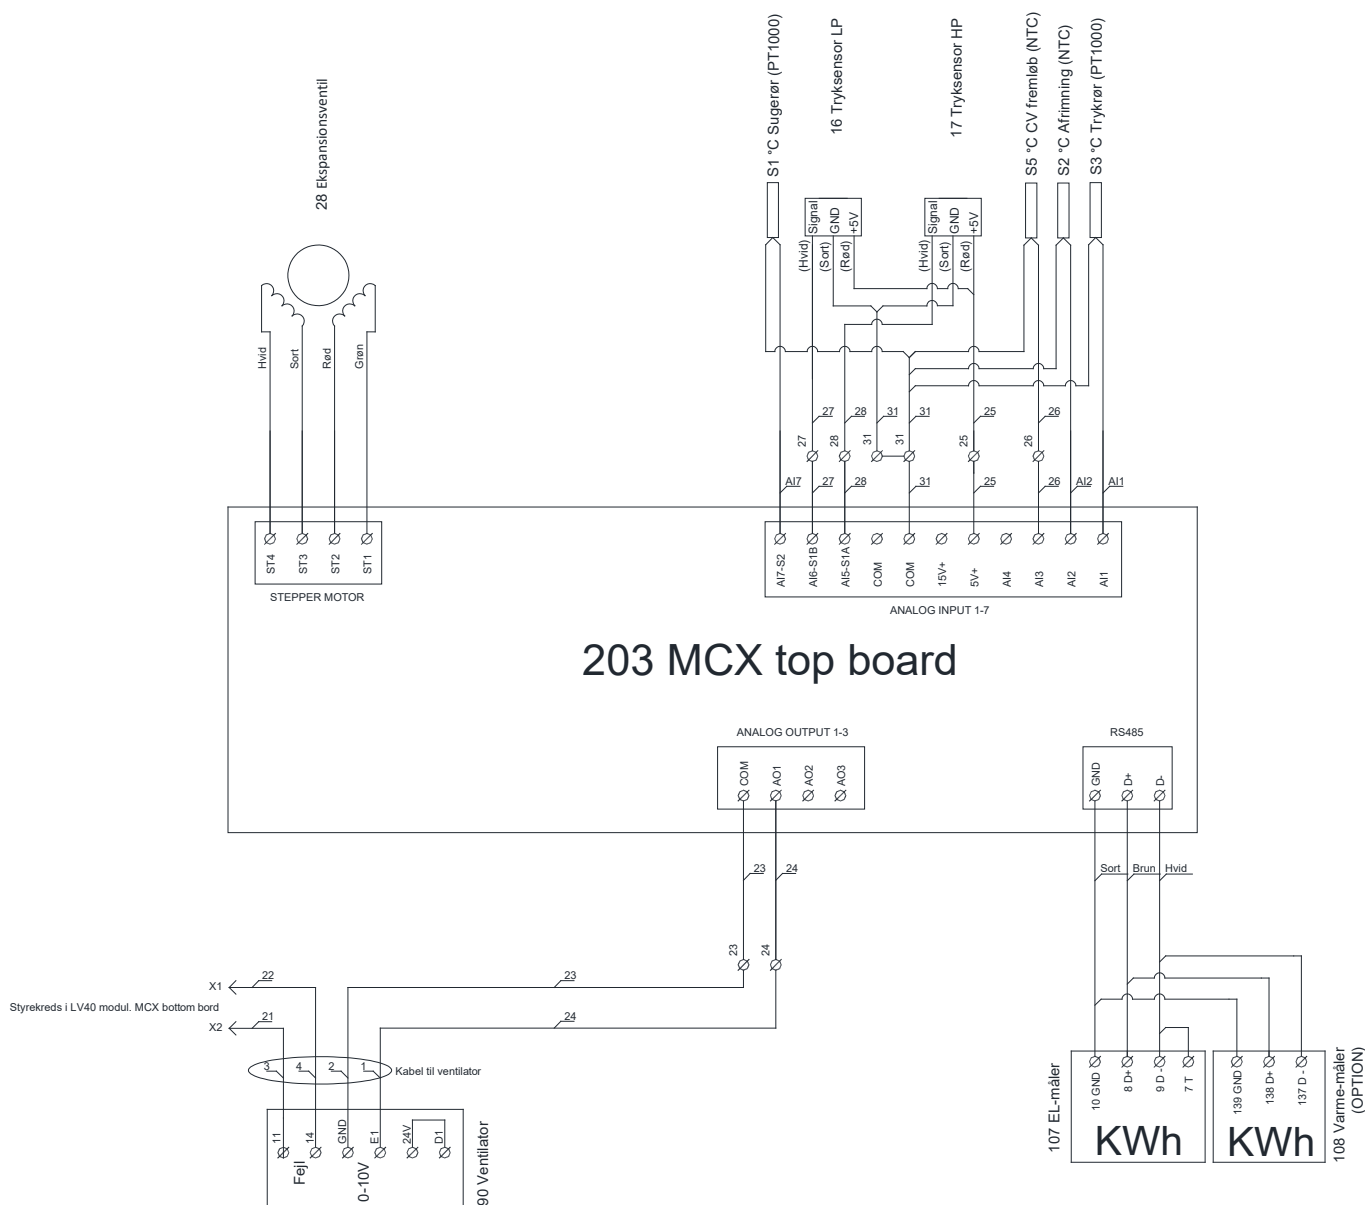 28 Ekspansionsventil
S1 °C Sugerør (PT1000)
16 Tryksensor LP
17 Tryksensor HP
S5 °C CV fremløb (NTC)
S2 °C Afrimning (NTC)
S3 °C Trykrør (PT1000)
Signal
GND
+5V
Signal
GND
+5V
(Hvid)
(Sort)
(Rød)
(Hvid)
(Sort)
(Rød)
Hvid
Sort
Rød
Grøn
27
28
31
31
25
26
27
28
31
31
25
26
AI7
27
28
31
25
26
AI2
AI1
ST4
ST3
ST2
ST1
STEPPER MOTOR
AI7-S2
AI6-S1B
AI5-S1A
COM
COM
15V+
5V+
AI4
AI3
AI2
AI1
ANALOG INPUT 1-7
203 MCX top board
ANALOG OUTPUT 1-3
COM
AO1
AO2
AO3
RS485
GND
D+
D-
23
24
Sort
Brun
Hvid
23
24
X1
22
23
Styrekreds i LV40 modul. MCX bottom bord
X2
21
24
3
4
2
1
Kabel til ventilator
11
14
GND
E1
24V
D1
Fejl
0-10V
90 Ventilator
107 EL-måler
10 GND
8 D+
9 D -
7 T
KWh
139 GND
138 D+
137 D -
KWh
108 Varme-måler
(OPTION)